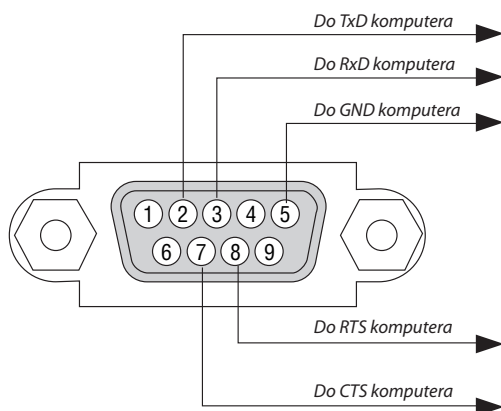 Do TxD komputera
Do RxD komputera
Do GND komputera
1 2 3 4 5
6 7 8 9
Do RTS komputera
Do CTS komputera